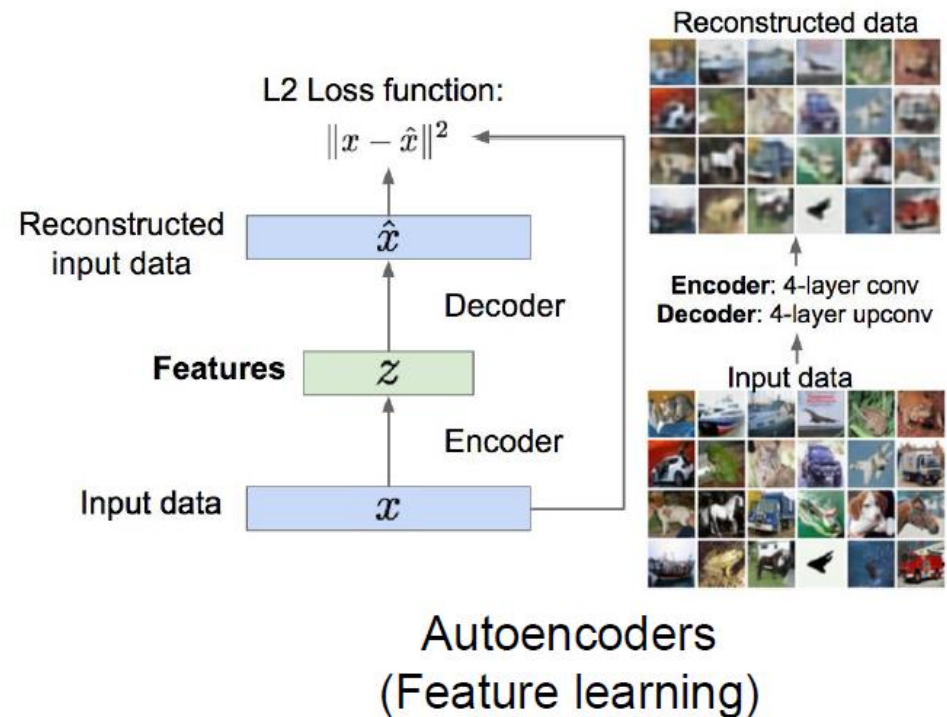 L2 Loss function:
‖x − x̂‖²
Reconstructed
input data
x̂
Decoder
Features
z
Encoder
Input data
x
Reconstructed data
Encoder: 4-layer conv
Decoder: 4-layer upconv
Input data
Autoencoders
(Feature learning)